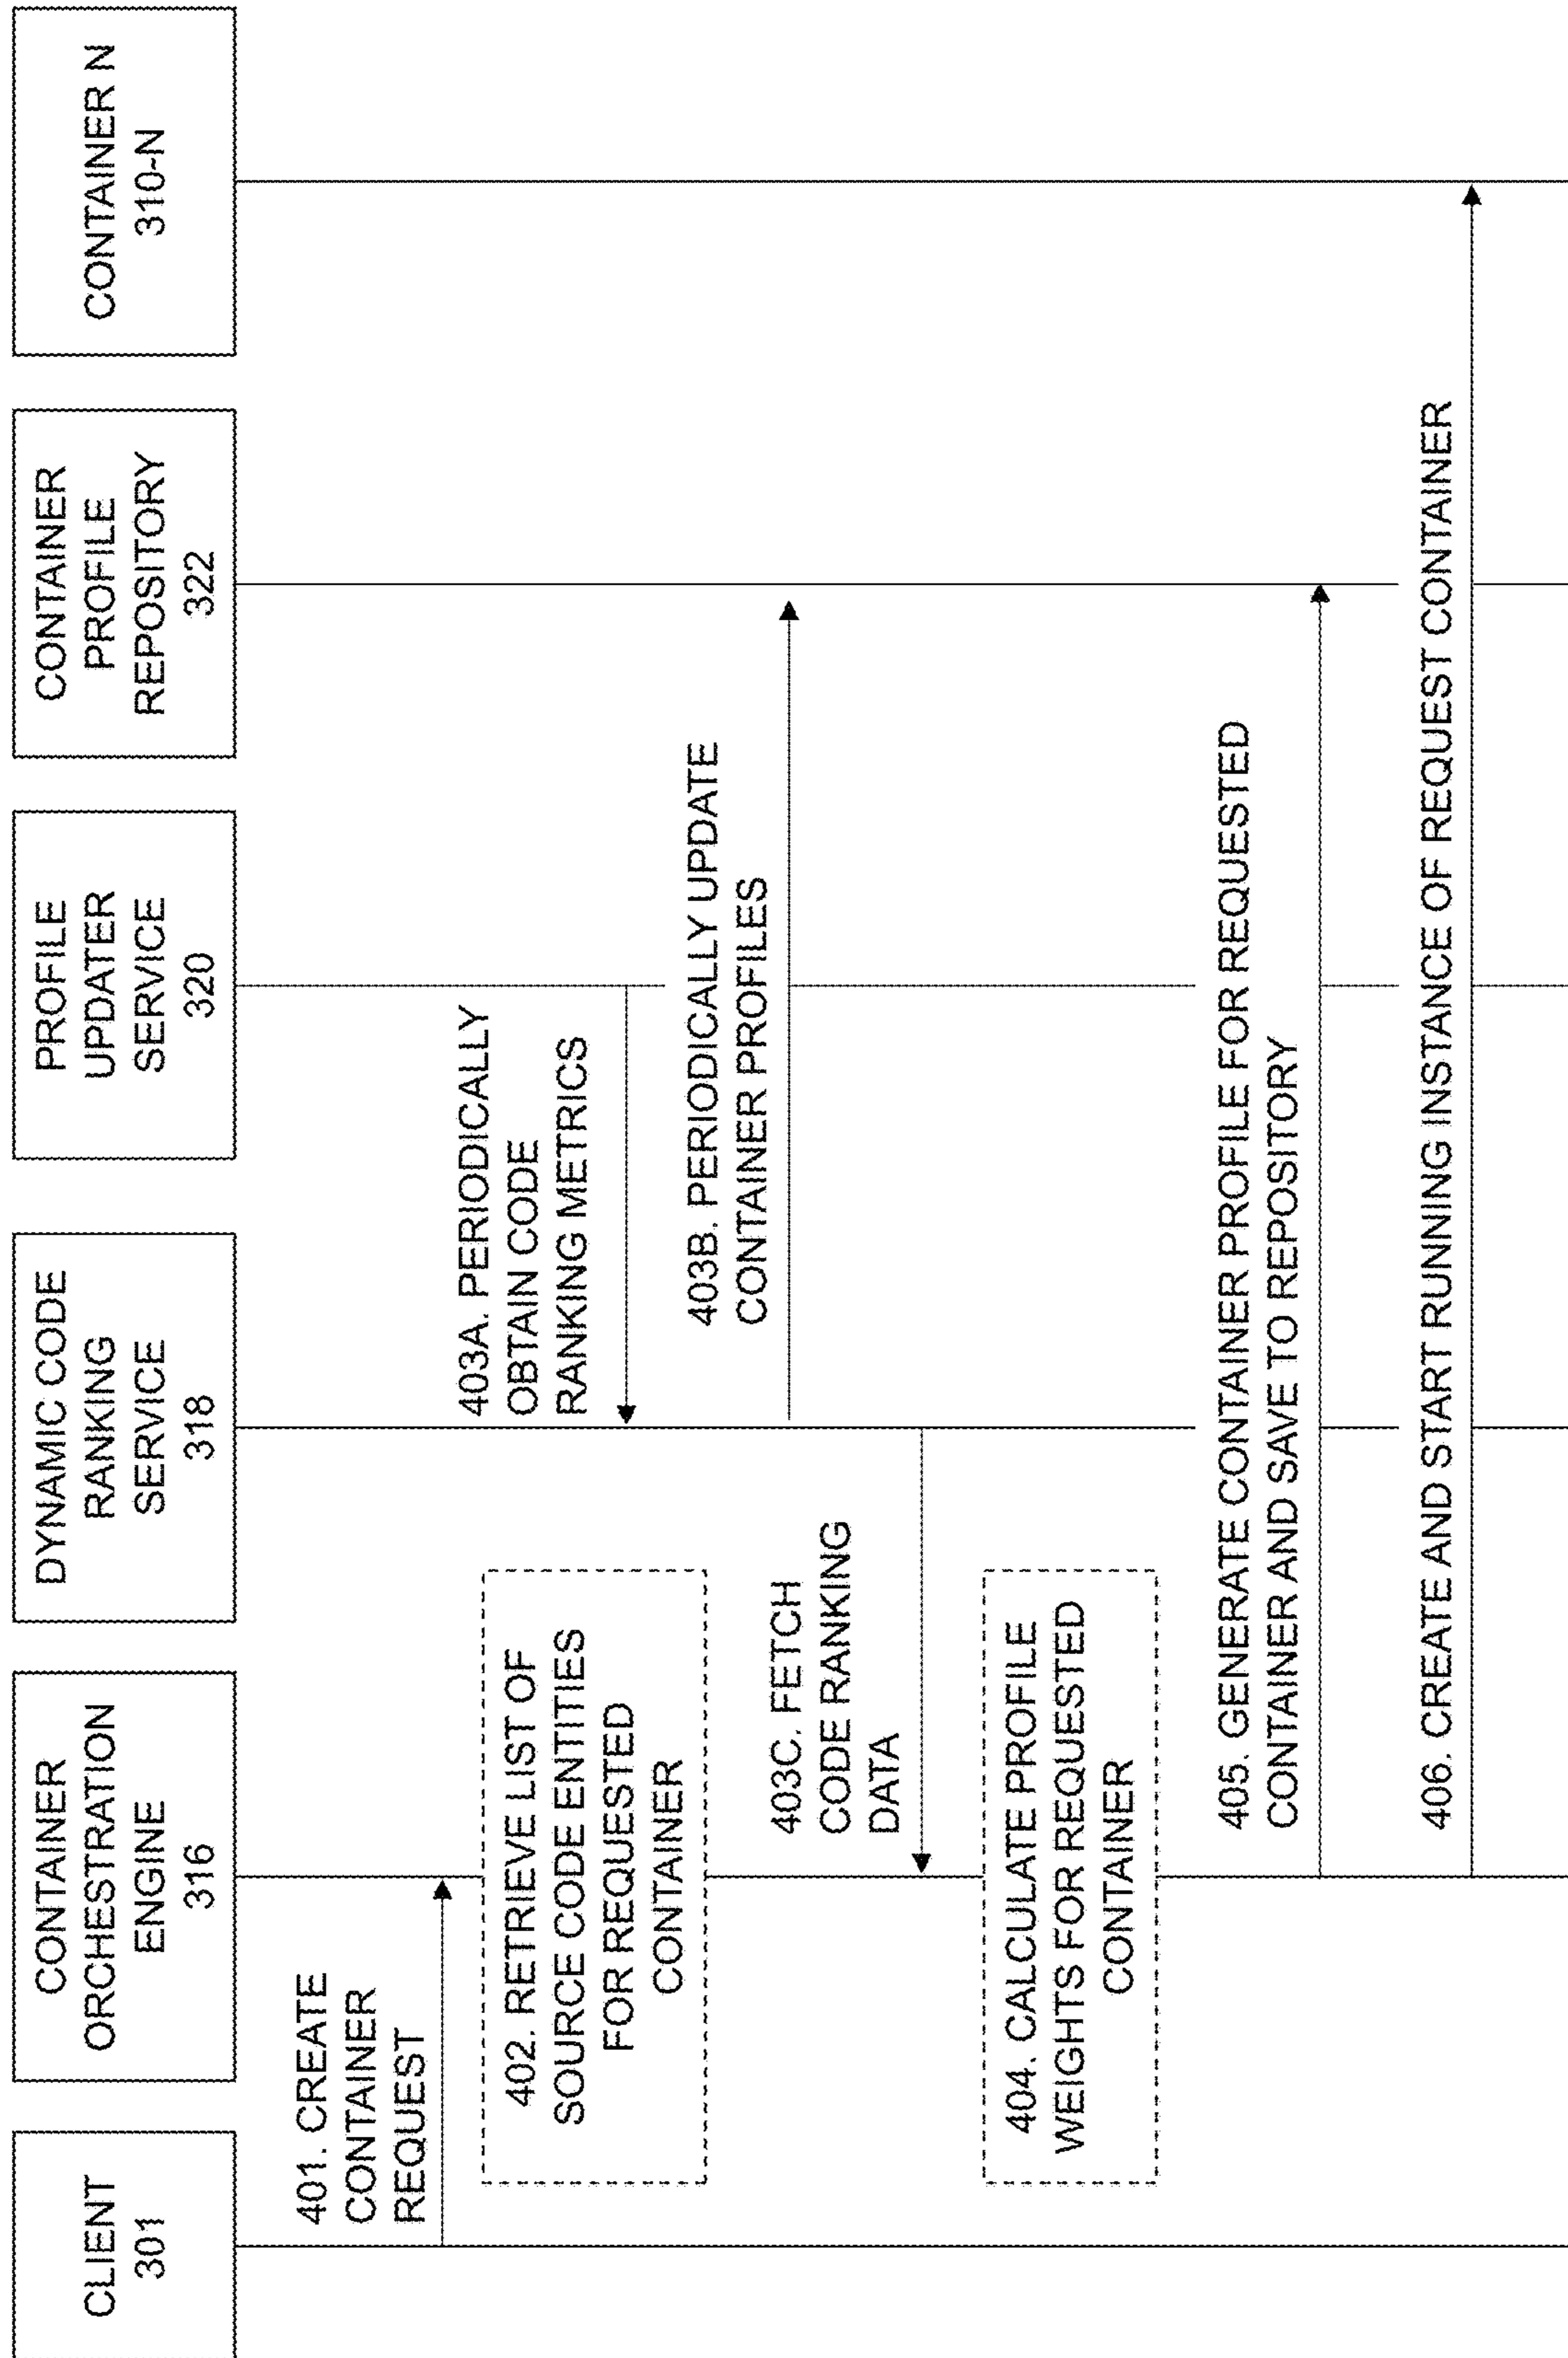 CLIENT
301
CONTAINER
ORCHESTRATION
ENGINE
316
DYNAMIC CODE
RANKING
SERVICE
318
PROFILE
UPDATER
SERVICE
320
CONTAINER
PROFILE
REPOSITORY
322
CONTAINER N
310-N
401. CREATE
CONTAINER
REQUEST
402. RETRIEVE LIST OF
SOURCE CODE ENTITIES
FOR REQUESTED
CONTAINER
403A. PERIODICALLY
OBTAIN CODE
RANKING METRICS
403B. PERIODICALLY UPDATE
CONTAINER PROFILES
403C. FETCH
CODE RANKING
DATA
404. CALCULATE PROFILE
WEIGHTS FOR REQUESTED
CONTAINER
405. GENERATE CONTAINER PROFILE FOR REQUESTED
CONTAINER AND SAVE TO REPOSITORY
406. CREATE AND START RUNNING INSTANCE OF REQUEST CONTAINER